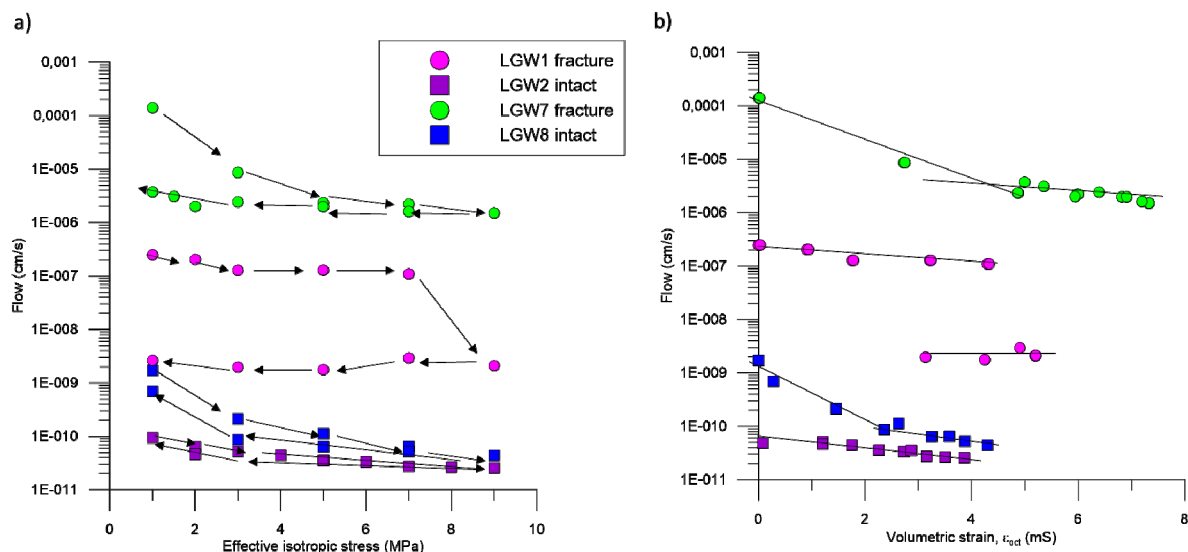 a)
LGW1 fracture
LGW2 intact
LGW7 fracture
LGW8 intact
0,001
0,0001
1E-005
1E-006
1E-007
1E-008
1E-009
1E-010
1E-011
Flow (cm/s)
0 2 4 6 8 10
Effective isotropic stress (MPa)
b)
0,001
0,0001
1E-005
1E-006
1E-007
1E-008
1E-009
1E-010
1E-011
Flow (cm/s)
0 2 4 6 8
Volumetric strain, εoct (mS)